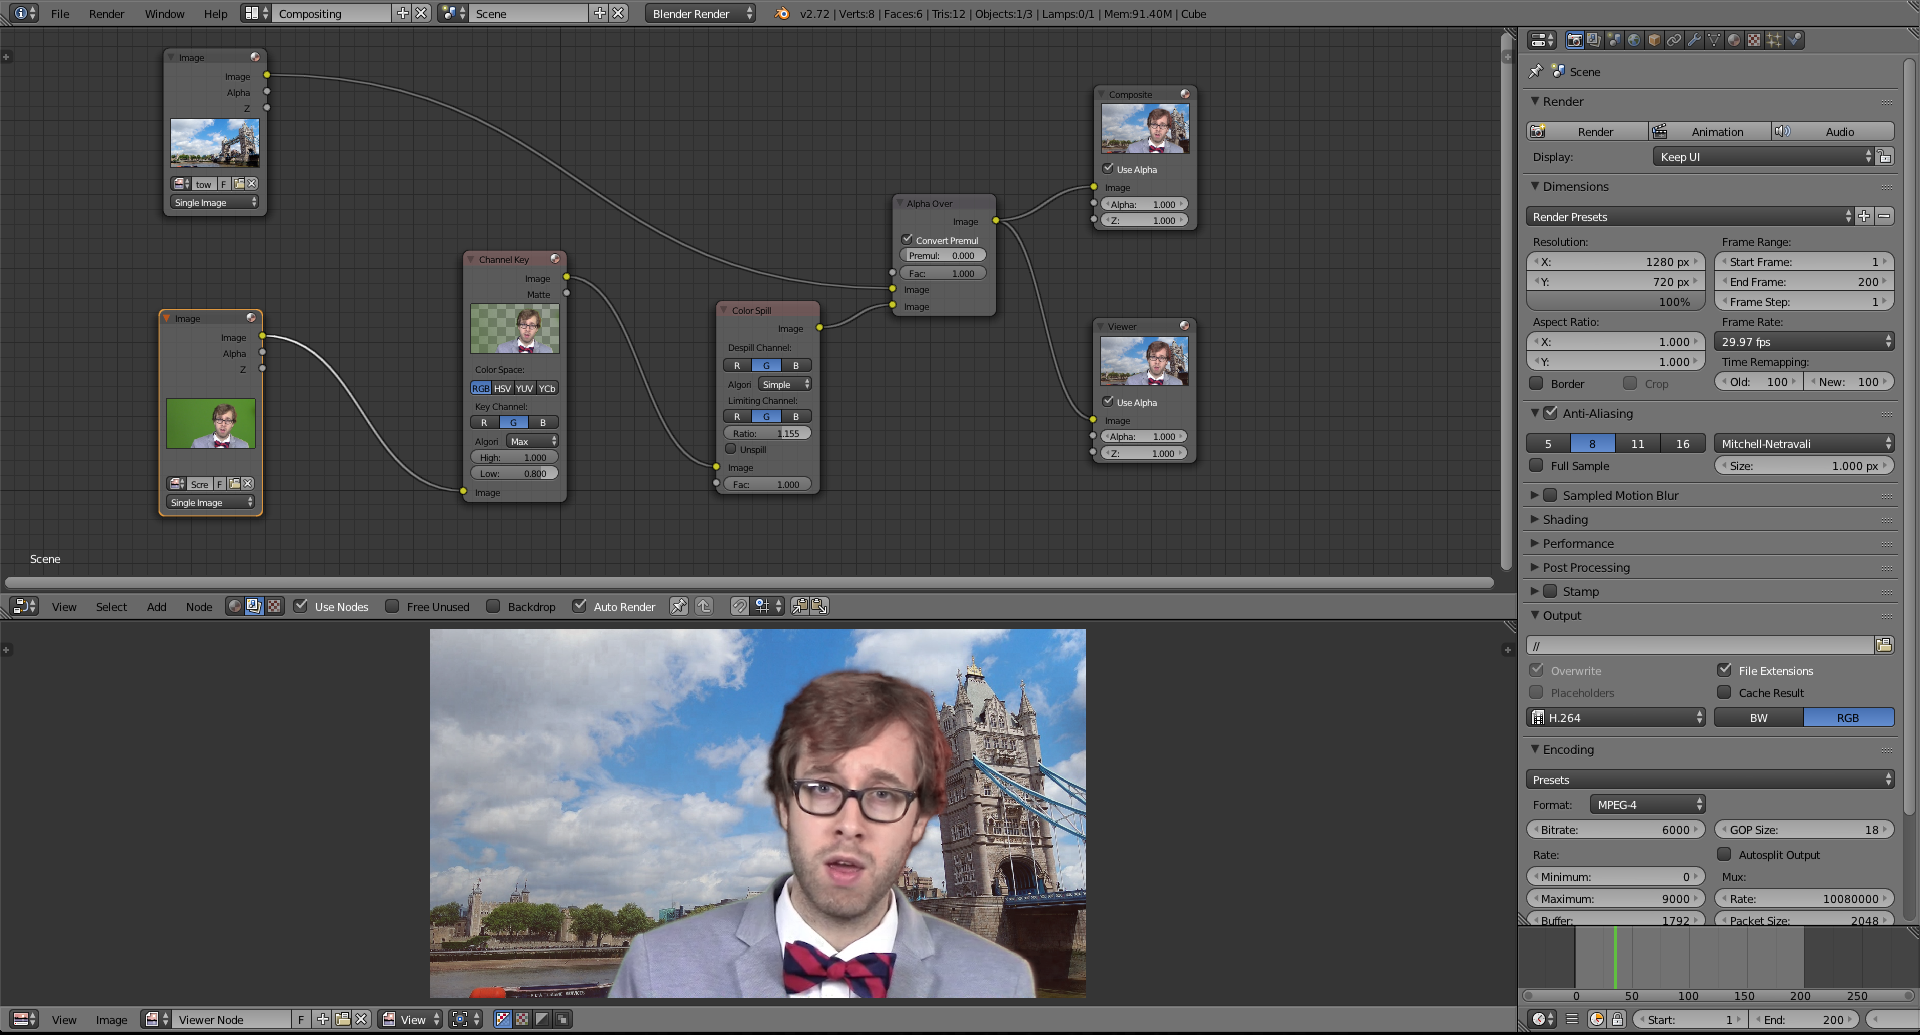 File Render Window Help Compositing Scene Blender Render v2.72 | Verts:8 | Faces:6 | Tris:12 | Objects:1/3 | Lamps:0/1 | Mem:91.40M | Cube
Image
Image
Alpha
Z
tow F
Single Image
Image
Image
Alpha
Z
Scre F
Single Image
Channel Key
Image
Matte
Color Space:
RGB HSV YUV YCb
Key Channel:
R G B
Algori Max
High: 1.000
Low: 0.800
Image
Color Spill
Image
Despill Channel:
R G B
Algori Simple
Limiting Channel:
R G B
Ratio: 1.155
Unspill
Image
Fac: 1.000
Alpha Over
Image
Convert Premul
Premul: 0.000
Fac: 1.000
Image
Image
Composite
Use Alpha
Image
Alpha: 1.000
Z: 1.000
Viewer
Use Alpha
Image
Alpha: 1.000
Z: 1.000
Scene
View Select Add Node Use Nodes Free Unused Backdrop Auto Render
View Image Viewer Node F View
Scene
Render
Render Animation Audio
Display: Keep UI
Dimensions
Render Presets
Resolution: Frame Range:
X: 1280 px Start Frame: 1
Y: 720 px End Frame: 200
100% Frame Step: 1
Aspect Ratio: Frame Rate:
X: 1.000 29.97 fps
Y: 1.000 Time Remapping:
Border Crop Old: 100 New: 100
Anti-Aliasing
5 8 11 16 Mitchell-Netravali
Full Sample Size: 1.000 px
Sampled Motion Blur
Shading
Performance
Post Processing
Stamp
Output
//
Overwrite File Extensions
Placeholders Cache Result
H.264 BW RGB
Encoding
Presets
Format: MPEG-4
Bitrate: 6000 GOP Size: 18
Rate: Autosplit Output
Minimum: 0 Mux:
Maximum: 9000 Rate: 10080000
Buffer: 1792 Packet Size: 2048
0 50 100 150 200 250
Start: 1 End: 200